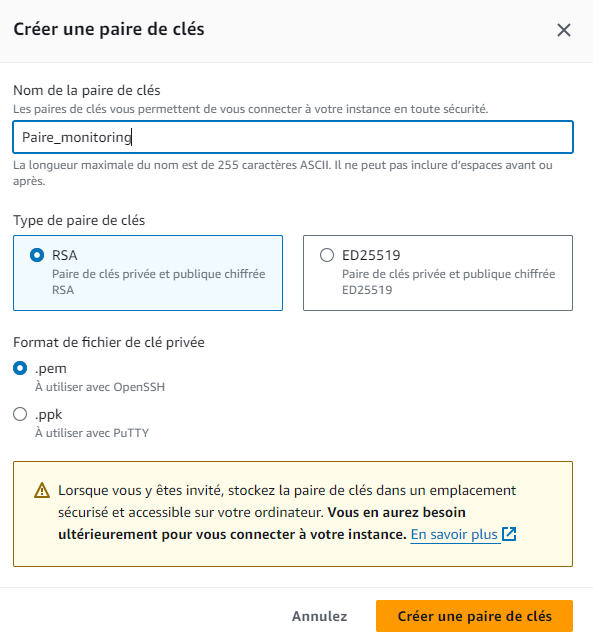 Créer une paire de clés
Nom de la paire de clés
Les paires de clés vous permettent de vous connecter à votre instance en toute sécurité.
Paire_monitoring
La longueur maximale du nom est de 255 caractères ASCII. Il ne peut pas inclure d'espaces avant ou
après.
Type de paire de clés
RSA
Paire de clés privée et publique chiffrée
RSA
ED25519
Paire de clés privée et publique chiffrée
ED25519
Format de fichier de clé privée
.pem
À utiliser avec OpenSSH
.ppk
À utiliser avec PuTTY
Lorsque vous y êtes invité, stockez la paire de clés dans un emplacement
sécurisé et accessible sur votre ordinateur. Vous en aurez besoin
ultérieurement pour vous connecter à votre instance. En savoir plus
Annulez
Créer une paire de clés